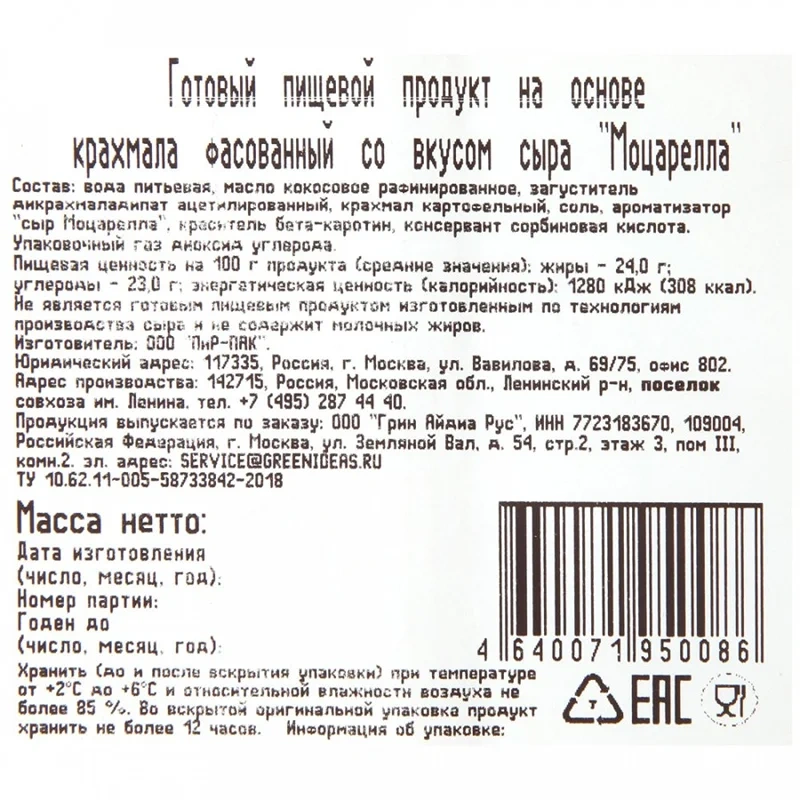 Готовый пищевой продукт на основе
крахмала фасованный со вкусом сыра "Моцарелла"
Состав: вода питьевая, масло кокосовое рафинированное, загуститель
дикрахмаладипат ацетилированный, крахмал картофельный, соль, ароматизатор
"сыр Моцарелла", краситель бета-каротин, консервант сорбиновая кислота.
Упаковочный газ диоксид углерода.
Пищевая ценность на 100 г продукта (средние значения): жиры - 24,0 г;
углероды - 23,0 г; энергетическая ценность (калорийность): 1280 кДж (308 ккал).
Не является готовым пищевым продуктом изготовленным по технологиям
производства сыра и не содержит молочных жиров.
Изготовитель: ООО "ПиР-ПАК".
Юридический адрес: 117335, Россия, г. Москва, ул. Вавилова, д. 69/75, офис 802.
Адрес производства: 142715, Россия, Московская обл., Ленинский р-н, поселок
совхоза им. Ленина, тел. +7 (495) 287 44 40.
Продукция выпускается по заказу: ООО "Грин Айдиа Рус", ИНН 7723183670, 109004,
Российская Федерация, г. Москва, ул. Земляной Вал, д. 54, стр.2, этаж 3, пом III,
комн.2. эл. адрес: SERVICE@GREENIDEAS.RU
ТУ 10.62.11-005-58733842-2018
Масса нетто:
Дата изготовления
(число, месяц, год):
Номер партии:
Годен до
(число, месяц, год):
4 640071 950086
Хранить (до и после вскрытия упаковки) при температуре
от +2°С до +6°С и относительной влажности воздуха не
более 85 %. Во вскрытой оригинальной упаковка продукт
хранить не более 12 часов. Информация об упаковке:
7 EAC